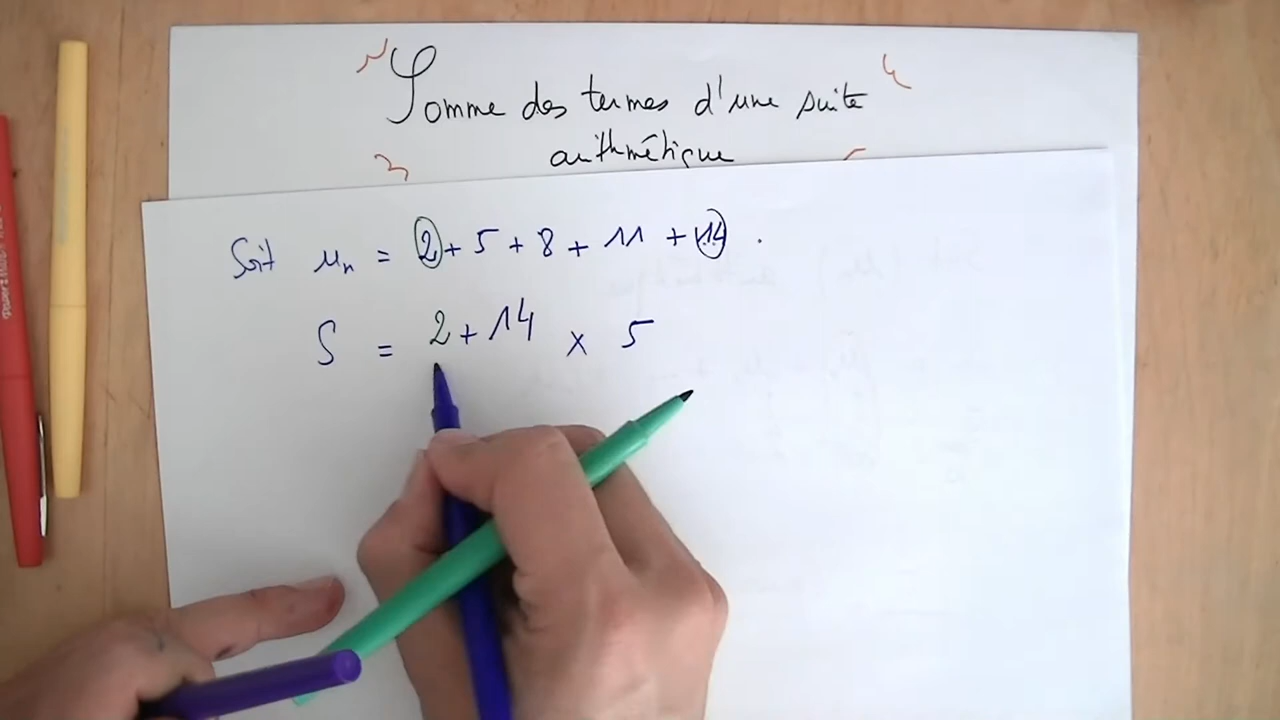 Somme des termes d'une suite
arithmétique
Soit un = 2 + 5 + 8 + 11 + 14 .
S = 2 + 14 x 5